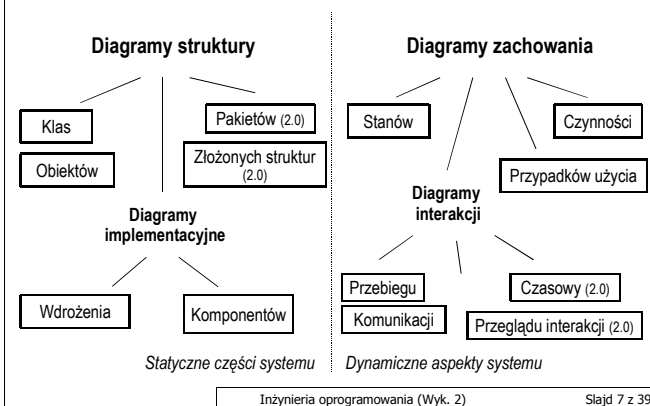 Diagramy struktury
Klas
Obiektów
Pakietów (2.0)
Złożonych struktur
(2.0)
Diagramy
implementacyjne
Wdrożenia
Komponentów
Statyczne części systemu
Diagramy zachowania
Stanów
Czynności
Przypadków użycia
Diagramy
interakcji
Przebiegu
Komunikacji
Czasowy (2.0)
Przeglądu interakcji (2.0)
Dynamiczne aspekty systemu
Inżynieria oprogramowania (Wyk. 2)
Slajd 7 z 39